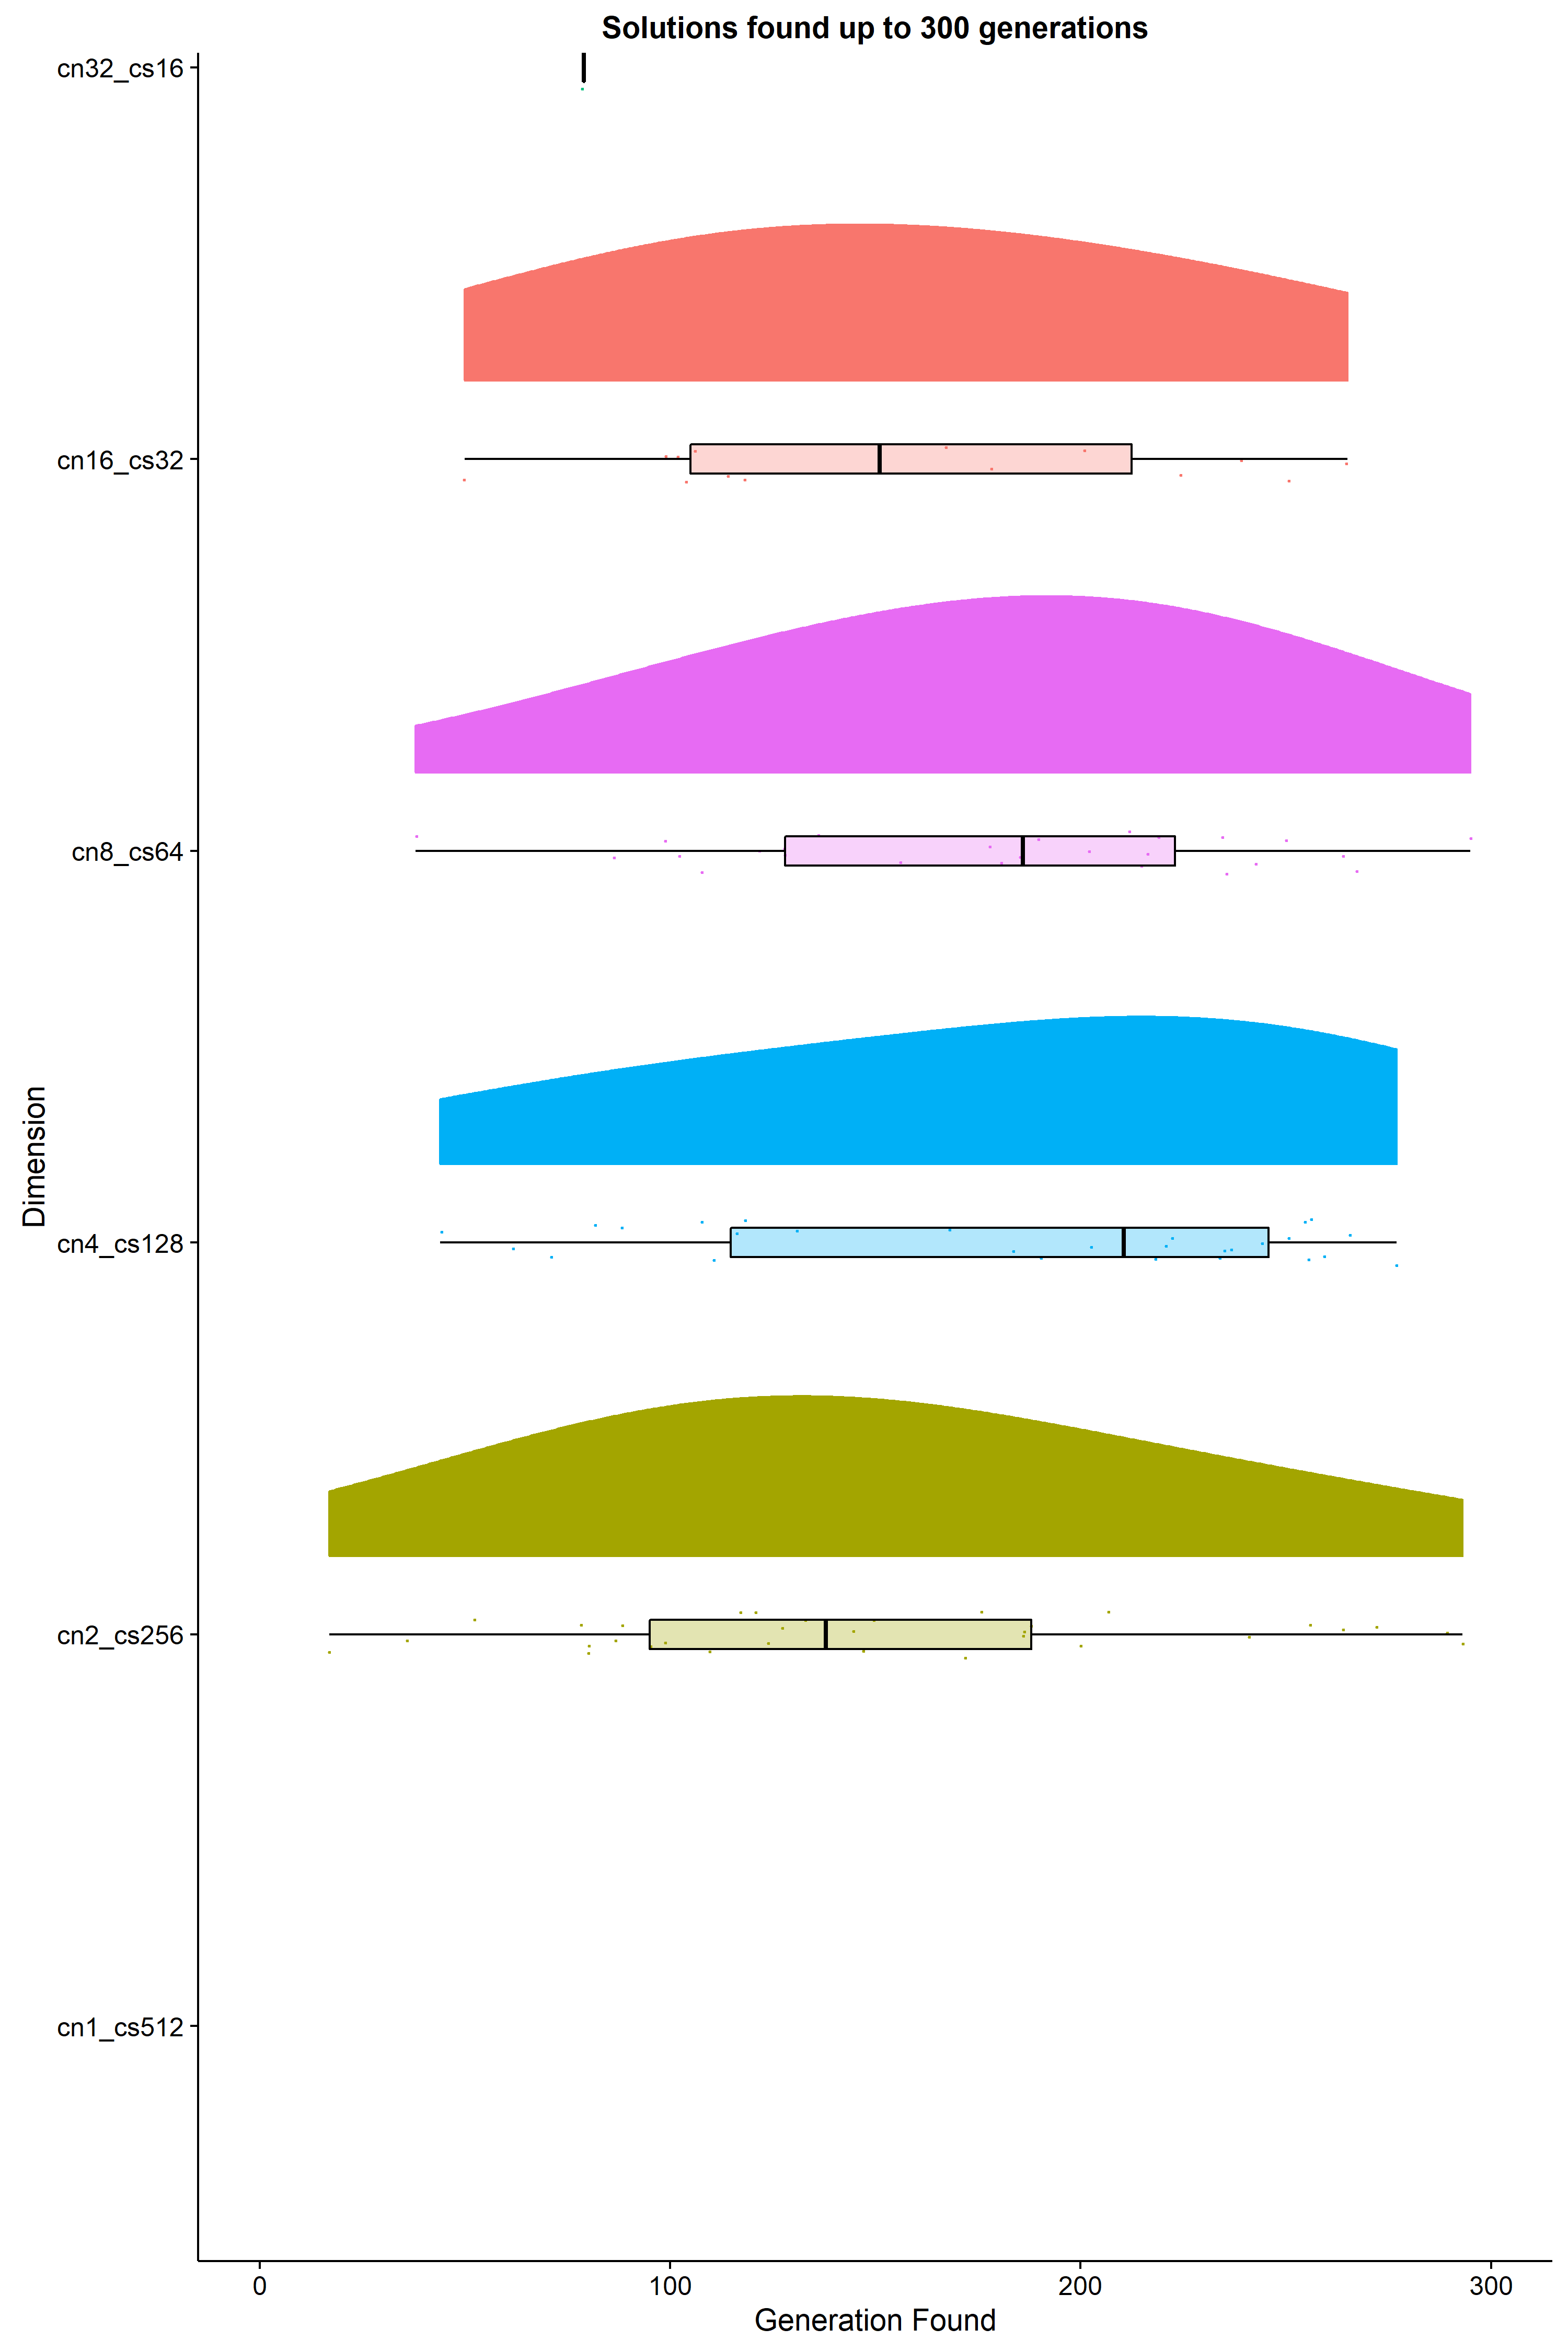 Solutions found up to 300 generations
cn32_cs16
cn16_cs32
cn8_cs64
cn4_cs128
cn2_cs256
cn1_cs512
Dimension
0 100 200 300
Generation Found